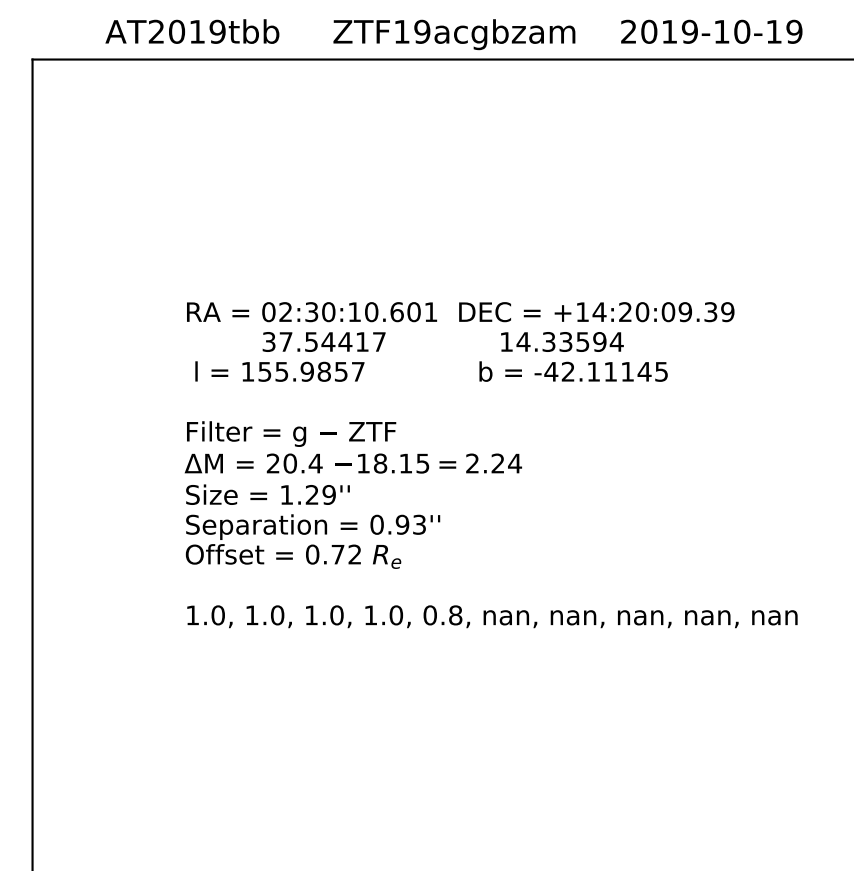 AT2019tbb ZTF19acgbzam 2019-10-19
RA = 02:30:10.601 DEC = +14:20:09.39
37.54417 14.33594
l = 155.9857 b = -42.11145
Filter = g − ZTF
ΔM = 20.4 −18.15 = 2.24
Size = 1.29''
Separation = 0.93''
Offset = 0.72 Rₑ
1.0, 1.0, 1.0, 1.0, 0.8, nan, nan, nan, nan, nan